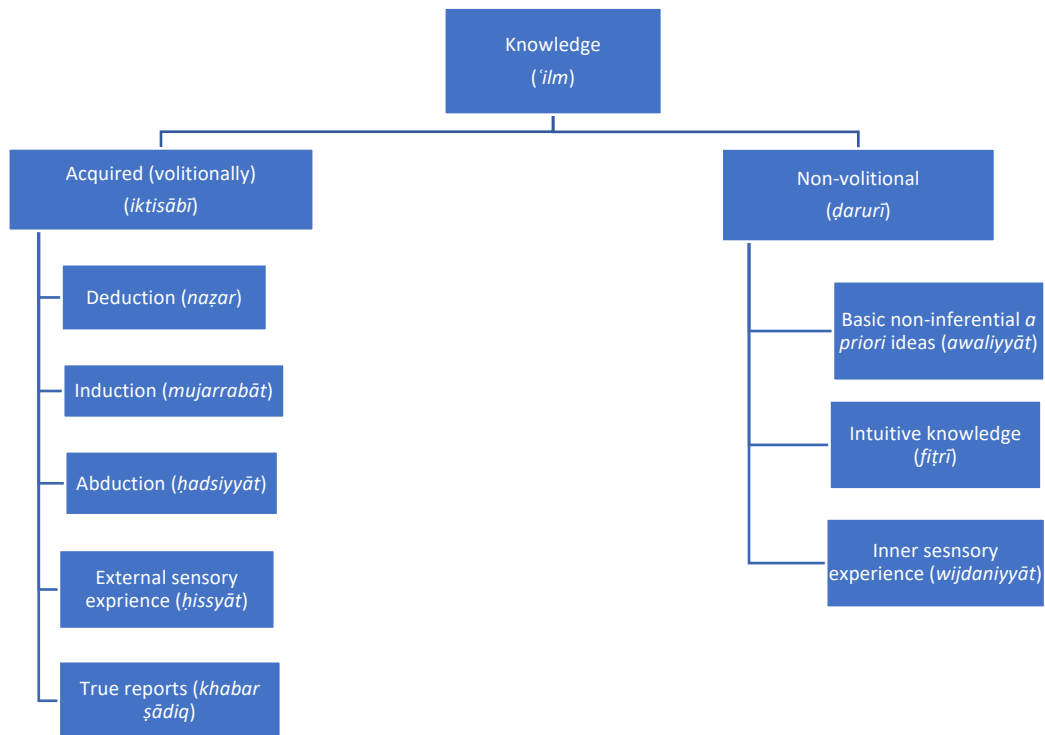 Knowledge
(ʿilm)
Acquired (volitionally)
(iktisābī)
Non-volitional
(ḍarurī)
Deduction (naẓar)
Induction (mujarrabāt)
Abduction (ḥadsiyyāt)
External sensory
exprience (ḥissyāt)
True reports (khabar
ṣādiq)
Basic non-inferential a
priori ideas (awaliyyāt)
Intuitive knowledge
(fiṭrī)
Inner sesnsory
experience (wijdaniyyāt)